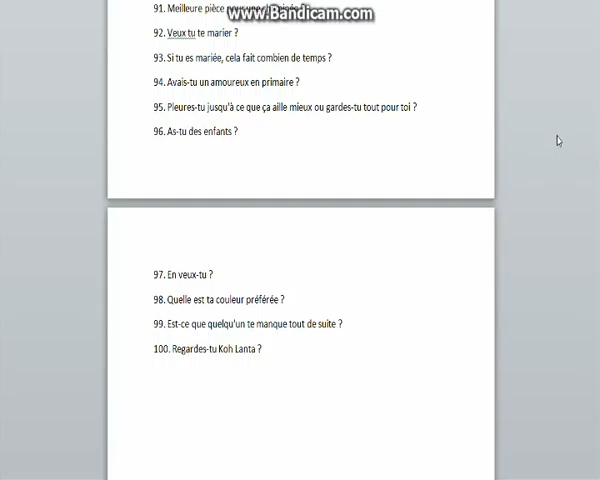 www.Bandicam.com
91. Meilleure pièce pour une
92. Veux tu te marier ?
93. Si tu es mariée, cela fait combien de temps ?
94. Avais-tu un amoureux en primaire ?
95. Pleures-tu jusqu'à ce que ça aille mieux ou gardes-tu tout pour toi ?
96. As-tu des enfants ?
97. En veux-tu ?
98. Quelle est ta couleur préférée ?
99. Est-ce que quelqu'un te manque tout de suite ?
100. Regardes-tu Koh Lanta ?